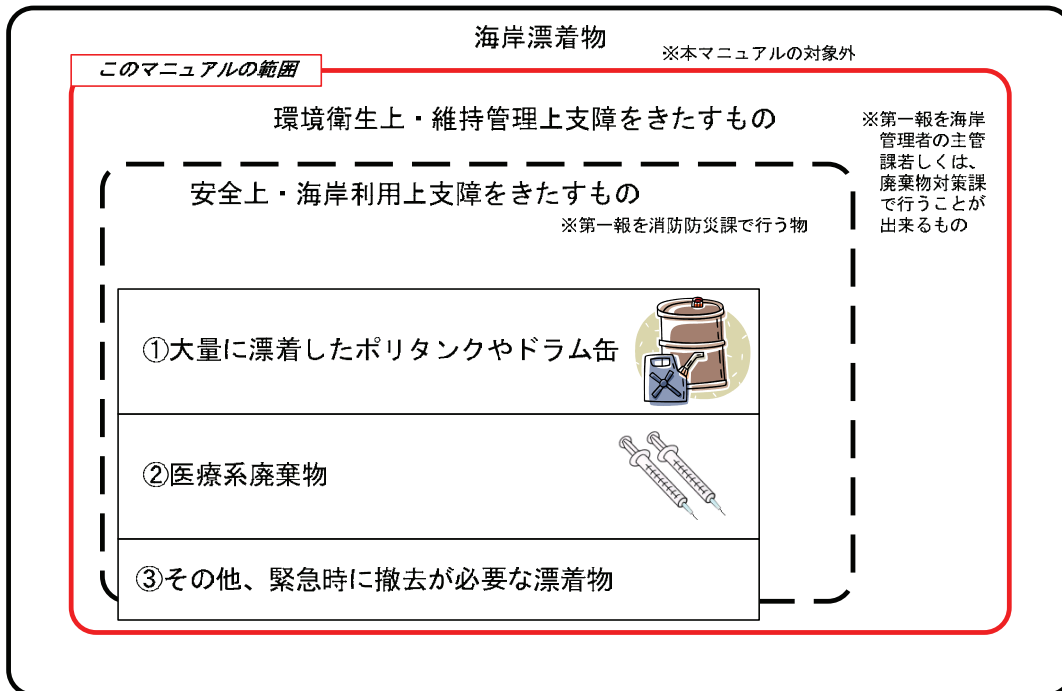 海岸漂着物
※本マニュアルの対象外
このマニュアルの範囲
環境衛生上・維持管理上支障をきたすもの
※第一報を海岸
管理者の主管
課若しくは、
廃棄物対策課
で行うことが
出来るもの
安全上・海岸利用上支障をきたすもの
※第一報を消防防災課で行う物
①大量に漂着したポリタンクやドラム缶
②医療系廃棄物
③その他、緊急時に撤去が必要な漂着物